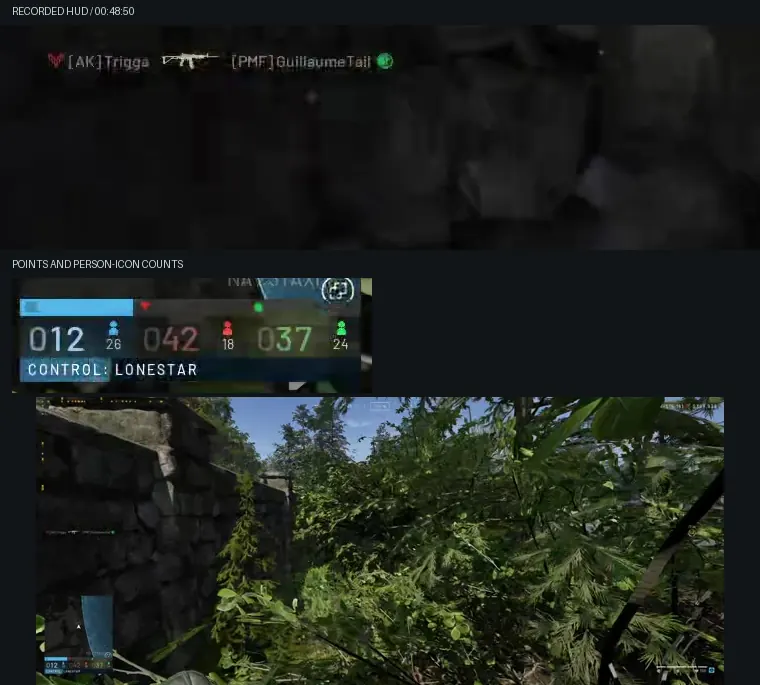 RECORDED HUD / 00:48:50
[AK]Trigga [PMF]GuillaumeTail
POINTS AND PERSON-ICON COUNTS
012 26 042 18 037 24
CONTROL: LONESTAR